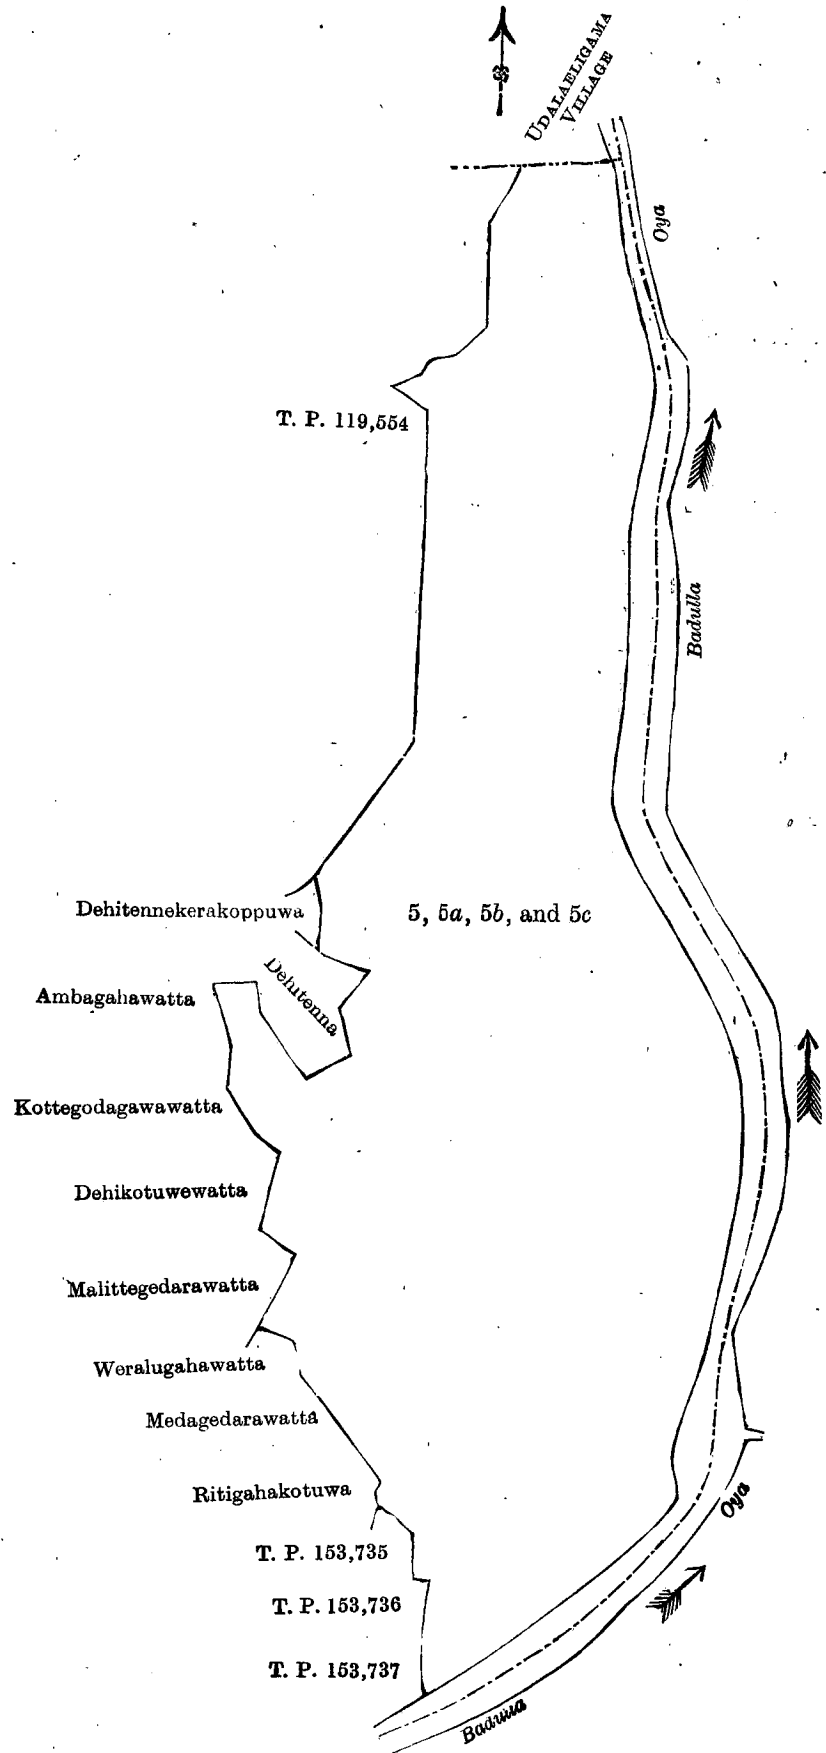 UDALAELIGAMA
VILLAGE
Oya
T. P. 119,554
Badulla
Dehitennekerakoppuwa
5, 5a, 5b, and 5c
Dehitenna
Ambagahawatta
Kottegodagawawatta
Dehikotuwewatta
Malittegedarawatta
Weralugahawatta
Medagedarawatta
Ritigahakotuwa
Oya
T. P. 153,735
T. P. 153,736
T. P. 153,737
Badulla